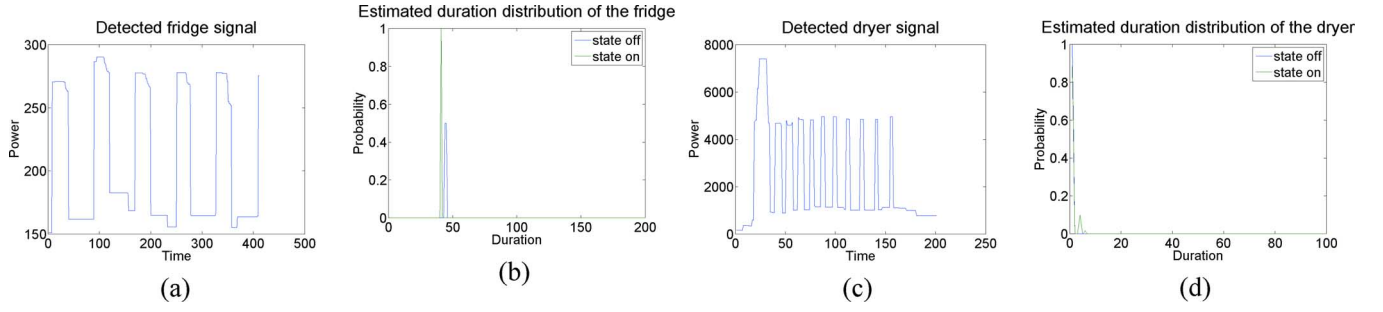 Detected fridge signal
300
250
200
150
0 100 200 300 400 500
Power
Time
(a)
Estimated duration distribution of the fridge
state off
state on
1
0.8
0.6
0.4
0.2
0
0 50 100 150 200
Probability
Duration
(b)
Detected dryer signal
8000
6000
4000
2000
0
0 50 100 150 200 250
Power
Time
(c)
Estimated duration distribution of the dryer
state off
state on
1
0.8
0.6
0.4
0.2
0
0 20 40 60 80 100
Probability
Duration
(d)